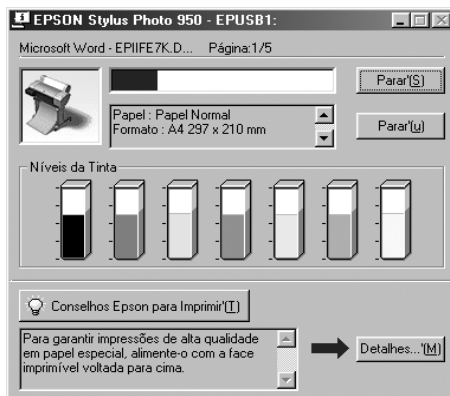 EPSON Stylus Photo 950 - EPUSB1:
Microsoft Word - EPIIFE7K.D... Página:1/5
Parar'(S)
Papel : Papel Normal
Formato : A4 297 x 210 mm
Parar'(u)
Níveis da Tinta
Conselhos Epson para Imprimir'(T)
Para garantir impressões de alta qualidade
em papel especial, alimente-o com a face
imprimível voltada para cima.
Detalhes...'(M)